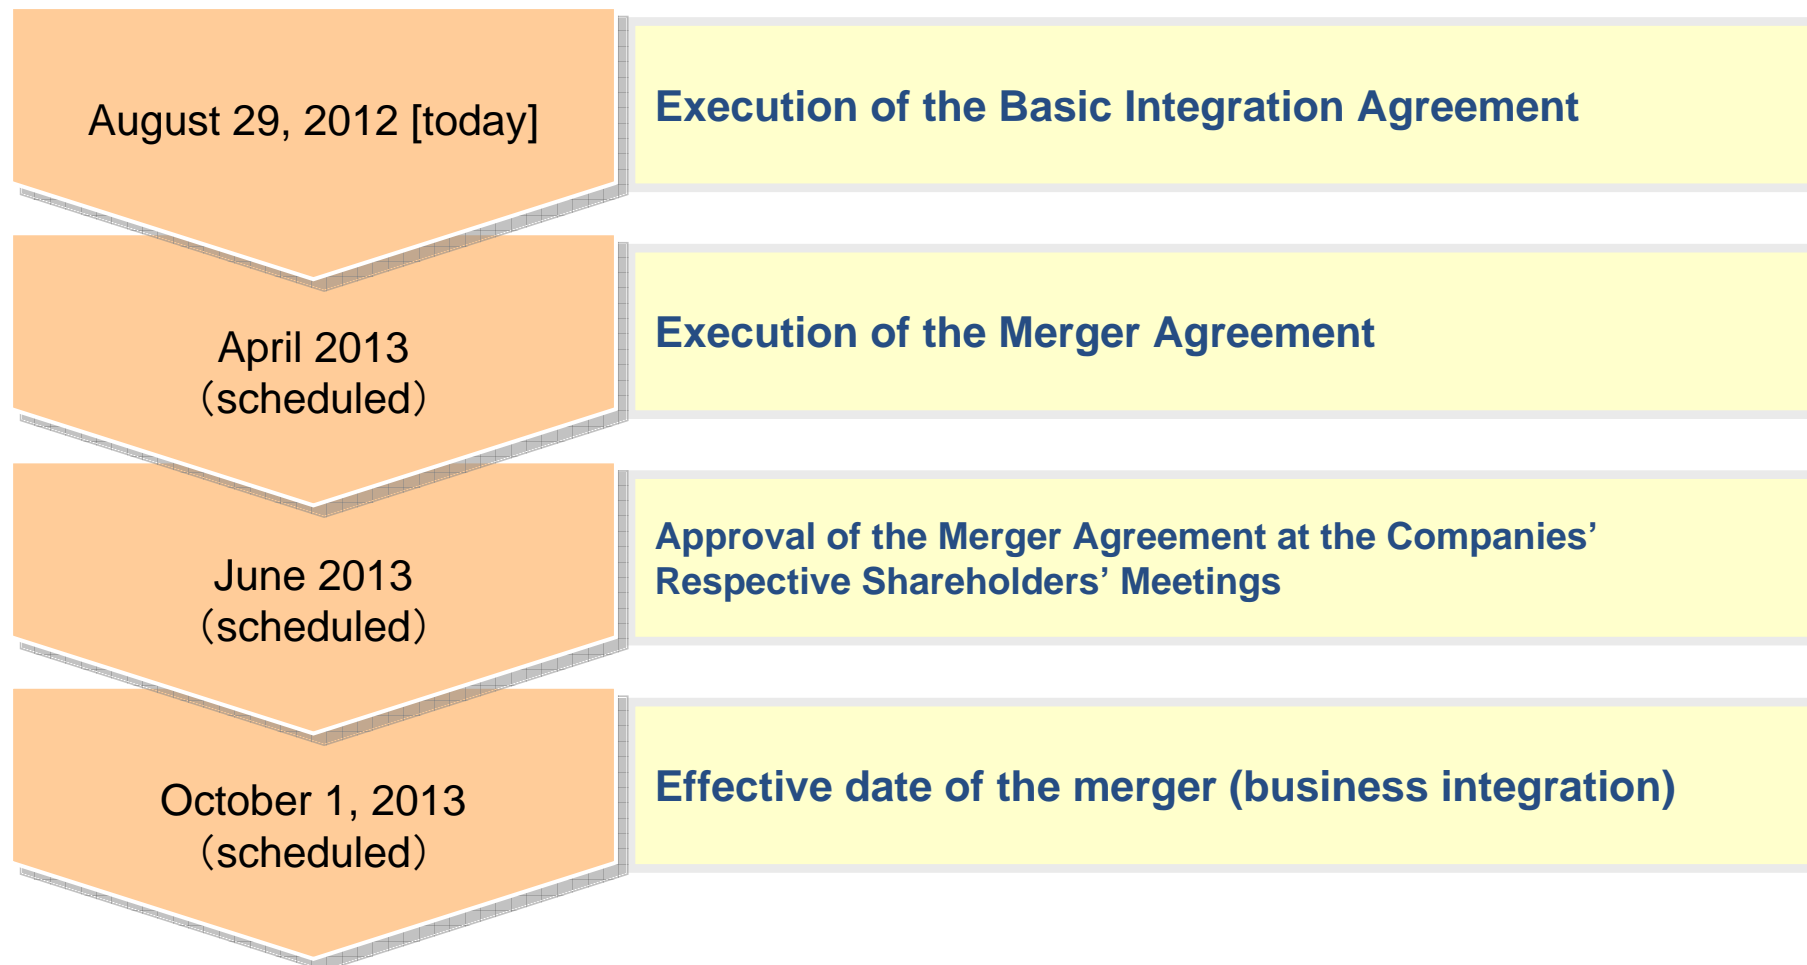 August 29, 2012 [today]
Execution of the Basic Integration Agreement
April 2013
（scheduled）
Execution of the Merger Agreement
June 2013
（scheduled）
Approval of the Merger Agreement at the Companies’
Respective Shareholders’ Meetings
October 1, 2013
（scheduled）
Effective date of the merger (business integration)